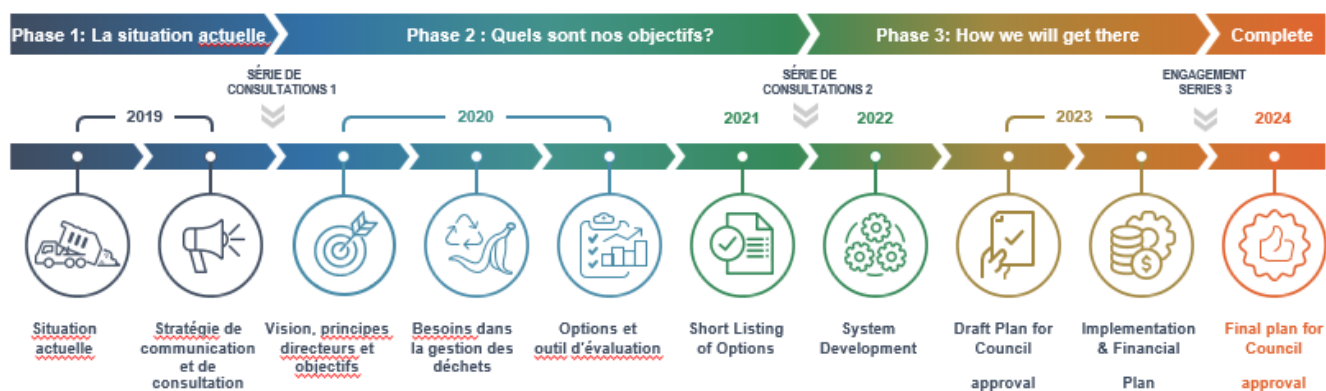 Phase 1: La situation actuelle
Phase 2 : Quels sont nos objectifs?
Phase 3: How we will get there
Complete
SÉRIE DE
CONSULTATIONS 1
SÉRIE DE
CONSULTATIONS 2
ENGAGEMENT
SERIES 3
2019
2020
2021
2022
2023
2024
$
Situation
actuelle
Stratégie de
communication
et de
consultation
Vision, principes
directeurs et
objectifs
Besoins dans
la gestion des
déchets
Options et
outil d'évaluation
Short Listing
of Options
System
Development
Draft Plan for
Council
approval
Implementation
& Financial
Plan
Final plan for
Council
approval